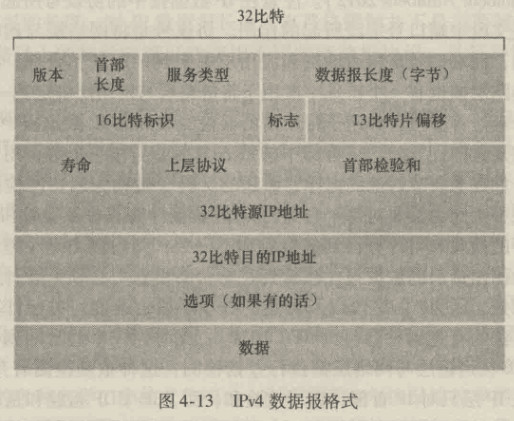 32比特
版本 首部长度 服务类型 数据报长度（字节）
16比特标识 标志 13比特片偏移
寿命 上层协议 首部检验和
32比特源IP地址
32比特目的IP地址
选项（如果有的话）
数据
图 4-13 IPv4 数据报格式